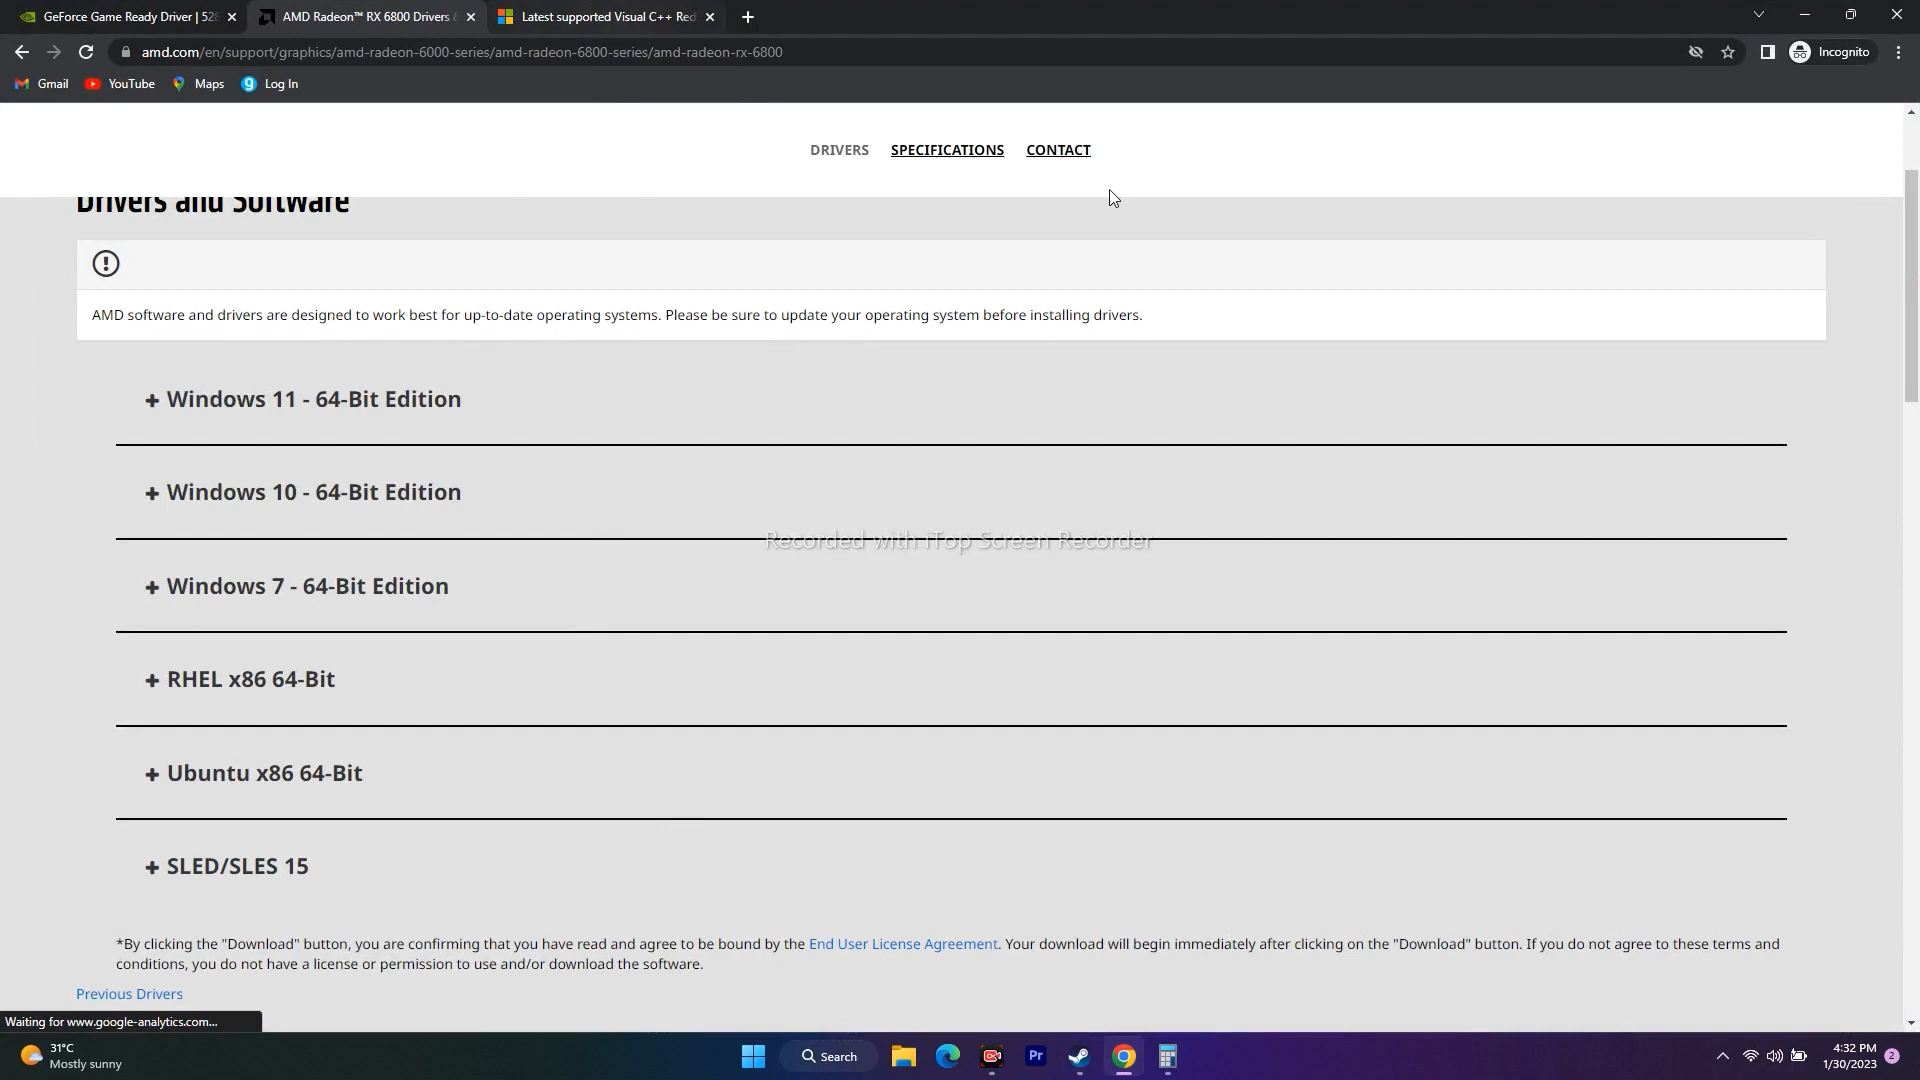 GeForce Game Ready Driver | 528
AMD Radeon™ RX 6800 Drivers &
Latest supported Visual C++ Red
amd.com/en/support/graphics/amd-radeon-6000-series/amd-radeon-6800-series/amd-radeon-rx-6800
Incognito
Gmail
YouTube
Maps
Log In
DRIVERS
SPECIFICATIONS
CONTACT
Drivers and Software
AMD software and drivers are designed to work best for up-to-date operating systems. Please be sure to update your operating system before installing drivers.
+ Windows 11 - 64-Bit Edition
+ Windows 10 - 64-Bit Edition
Recorded with iTop Screen Recorder
+ Windows 7 - 64-Bit Edition
+ RHEL x86 64-Bit
+ Ubuntu x86 64-Bit
+ SLED/SLES 15
*By clicking the "Download" button, you are confirming that you have read and agree to be bound by the End User License Agreement. Your download will begin immediately after clicking on the "Download" button. If you do not agree to these terms and
conditions, you do not have a license or permission to use and/or download the software.
Previous Drivers
Waiting for www.google-analytics.com...
31°C
Mostly sunny
Search
Pr
4:32 PM
1/30/2023
2